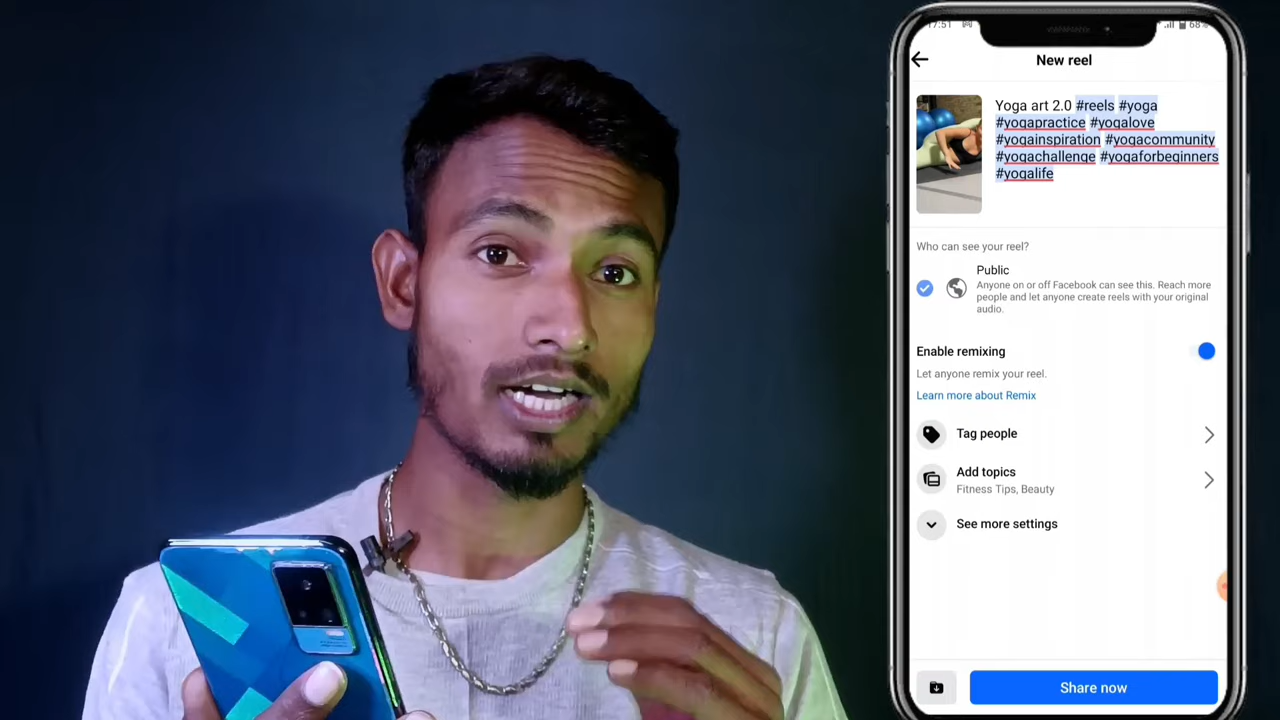 17:51
68%
New reel
Yoga art 2.0 #reels #yoga
#yogapractice #yogalove
#yogainspiration #yogacommunity
#yogachallenge #yogaforbeginners
#yogalife
Who can see your reel?
Public
Anyone on or off Facebook can see this. Reach more
people and let anyone create reels with your original
audio.
Enable remixing
Let anyone remix your reel.
Learn more about Remix
Tag people
Add topics
Fitness Tips, Beauty
See more settings
Share now